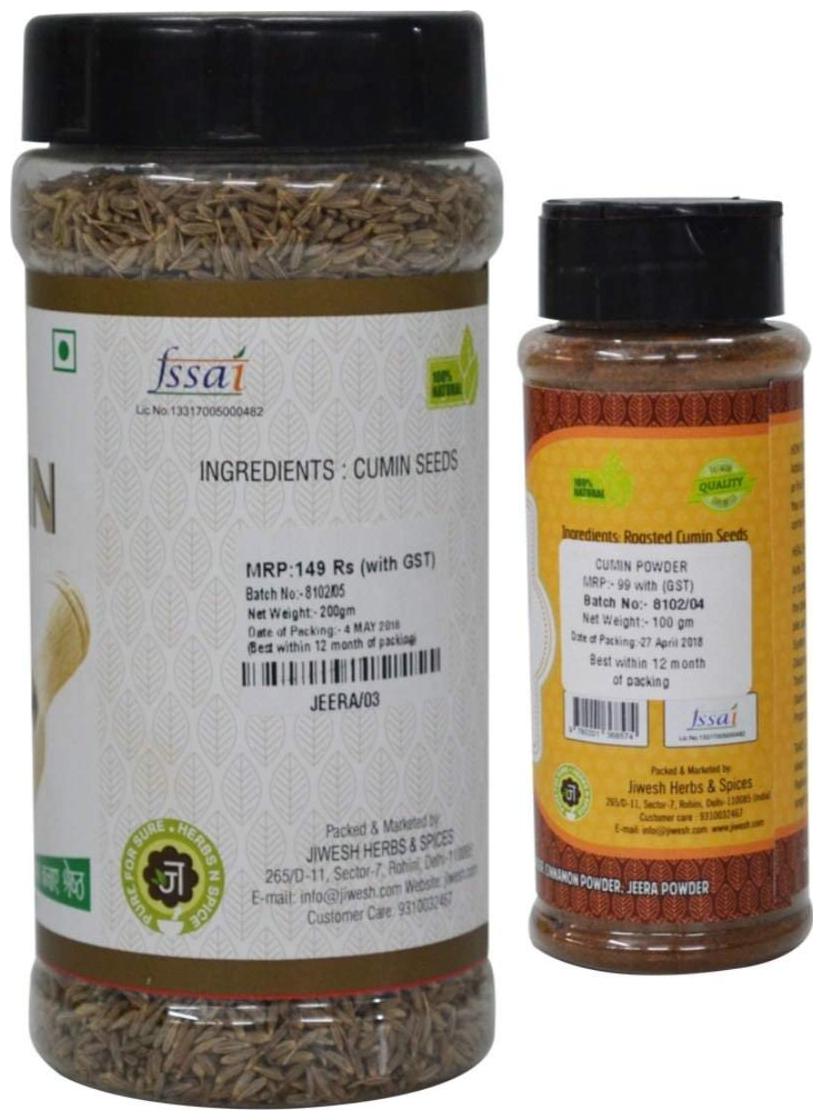 fssai
Lic No.13317005000482
100%
NATURAL
INGREDIENTS : CUMIN SEEDS
MRP:149 Rs (with GST)
Batch No:- 8102/05
Net Weight:- 200gm
Date of Packing:- 4 MAY 2018
(Best within 12 month of packing)
JEERA/03
PURE FOR SURE • HERBS N SPICE
जी
श्रेष्ठ
Packed & Marketed by:
JIWESH HERBS & SPICES
265/D-11, Sector-7, Rohini, Delhi-110085
E-mail: info@jiwesh.com Website: jiwesh.com
Customer Care: 9310032467
100%
NATURAL
QUALITY
Ingredients: Roasted Cumin Seeds
CUMIN POWDER
MRP:- 99 with (GST)
Batch No:- 8102/04
Net Weight:- 100 gm
Date of Packing:-27 April 2018
Best within 12 month
of packing
fssai
Lic No.13317005000482
Packed & Marketed by:
Jiwesh Herbs & Spices
265/D-11, Sector-7, Rohini, Delhi-110085 (India)
Customer care : 9310032467
E-mail: info@jiwesh.com www.jiwesh.com
CINNAMON POWDER, JEERA POWDER